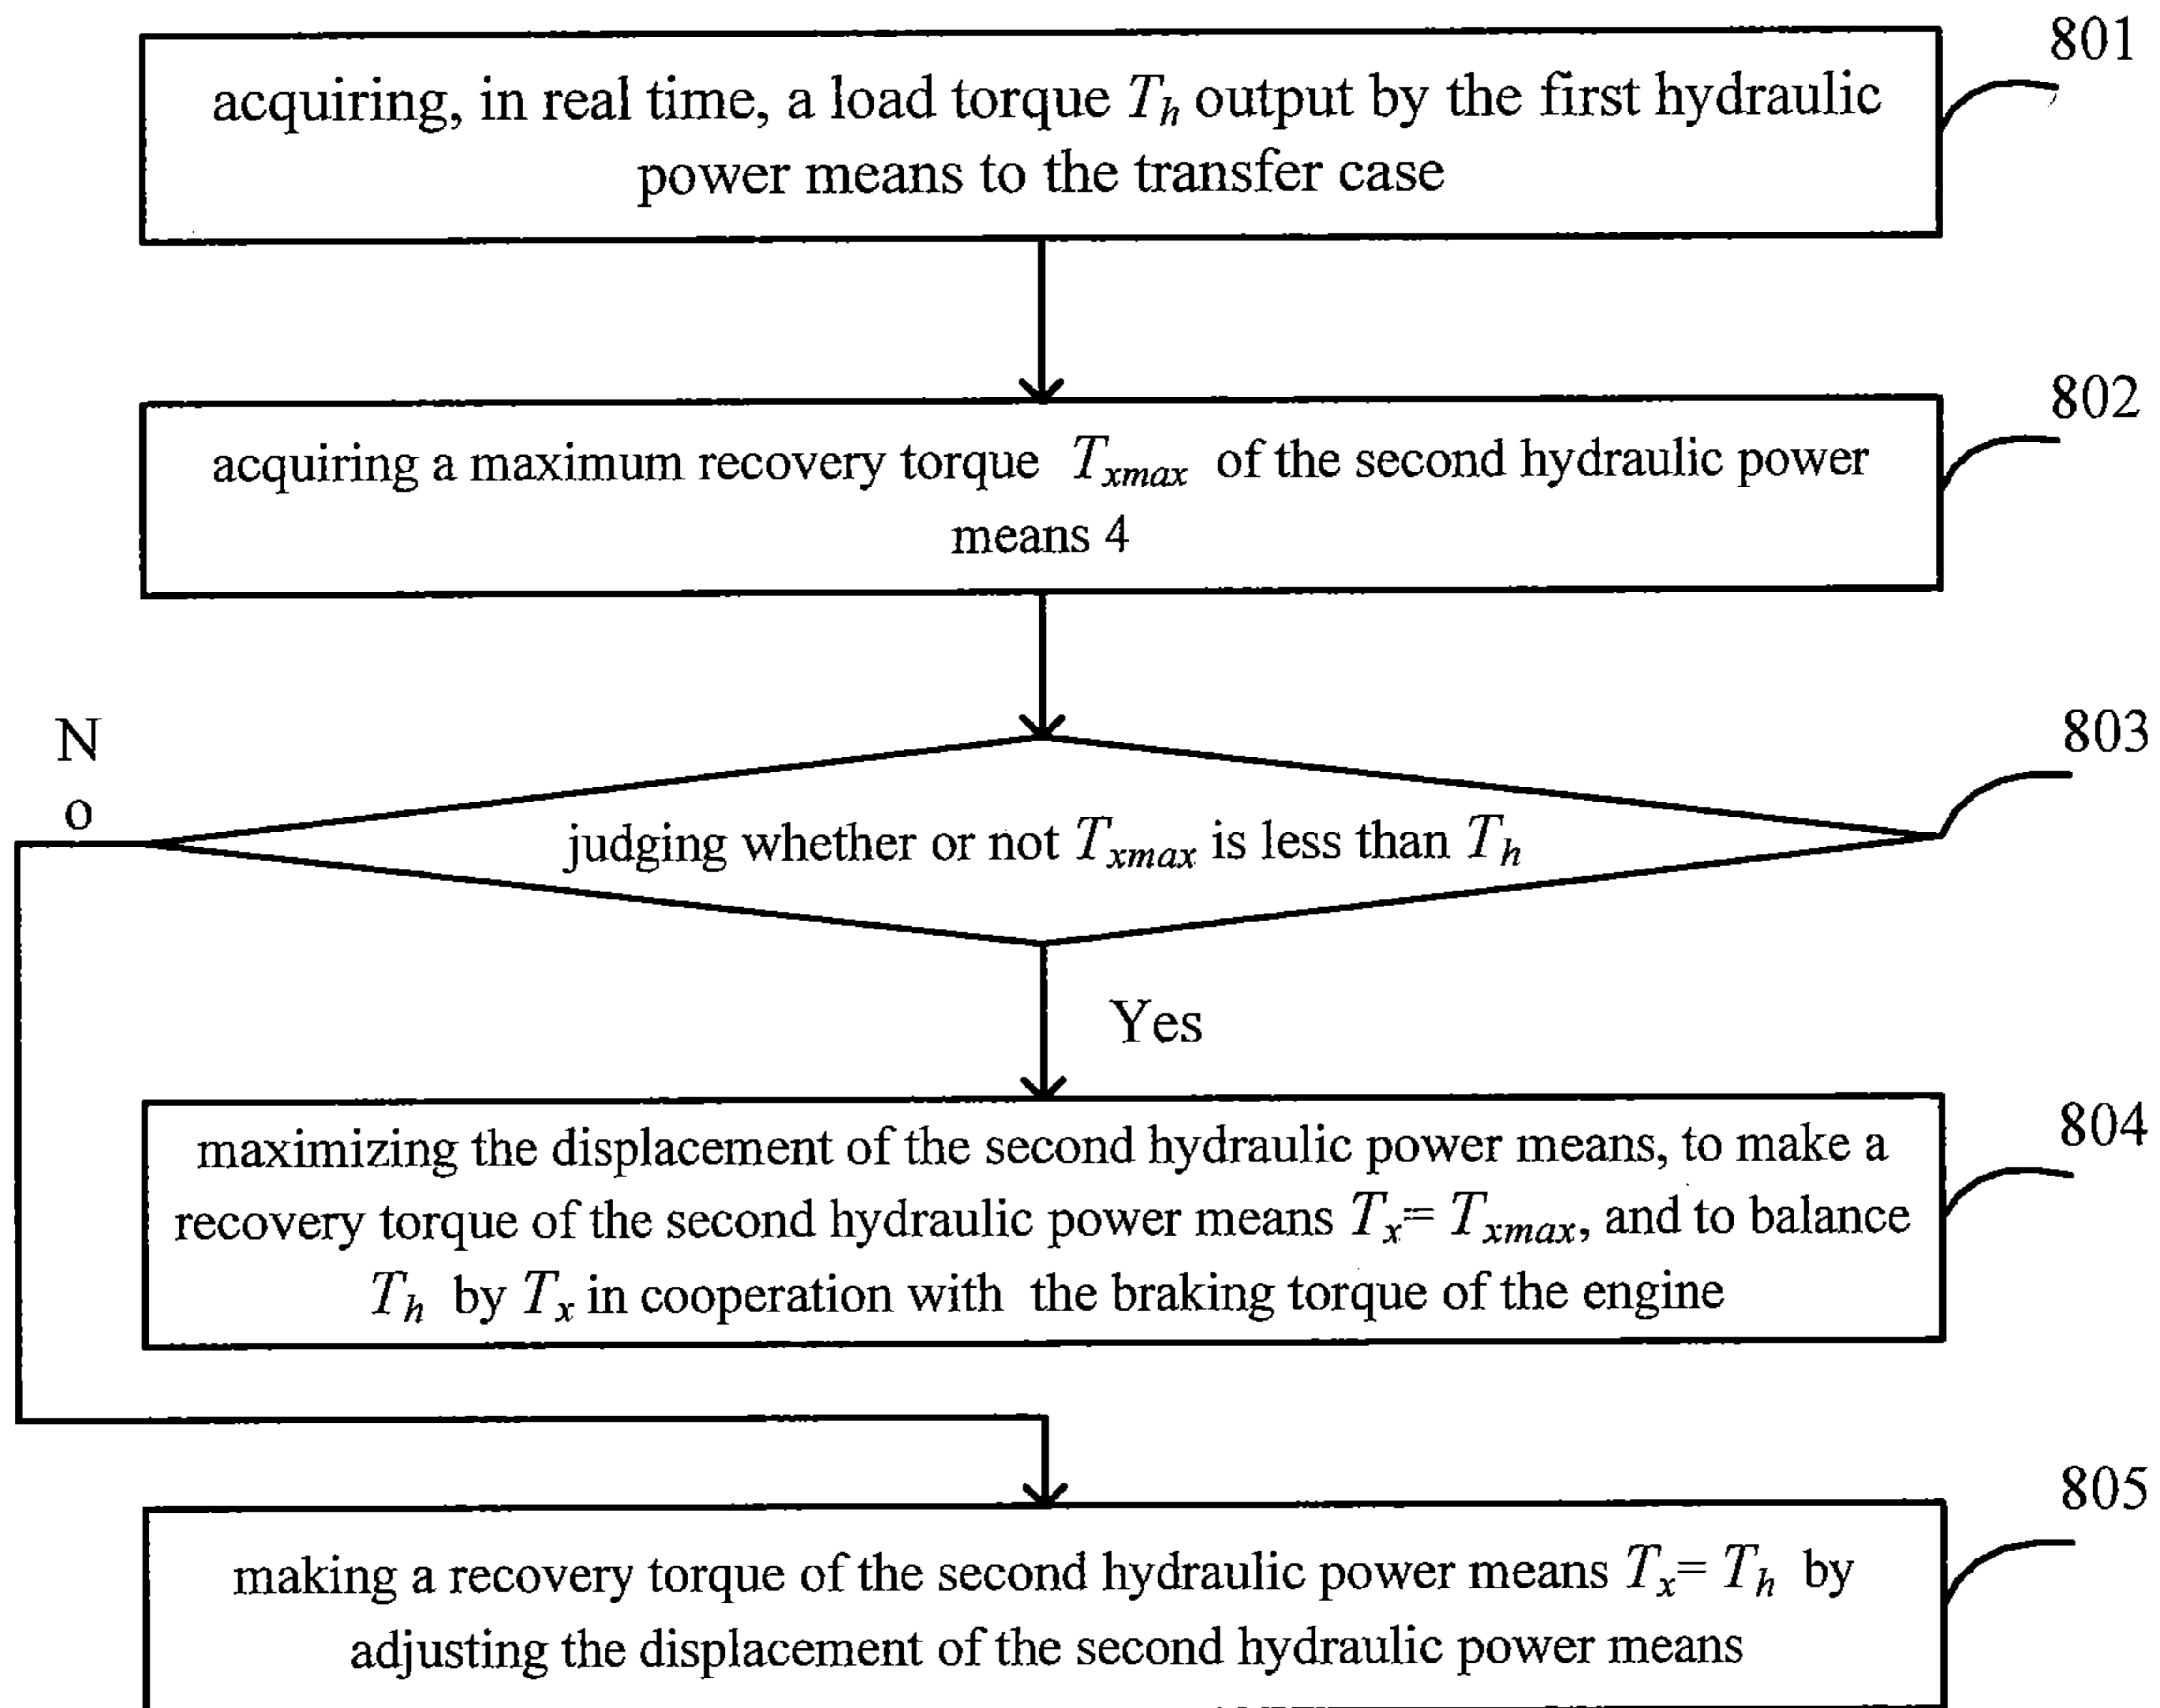 801
acquiring, in real time, a load torque Th output by the first hydraulic
power means to the transfer case
802
acquiring a maximum recovery torque Txmax of the second hydraulic power
means 4
803
N
o
judging whether or not Txmax is less than Th
Yes
804
maximizing the displacement of the second hydraulic power means, to make a
recovery torque of the second hydraulic power means Tx= Txmax, and to balance
Th by Tx in cooperation with the braking torque of the engine
805
making a recovery torque of the second hydraulic power means Tx= Th by
adjusting the displacement of the second hydraulic power means